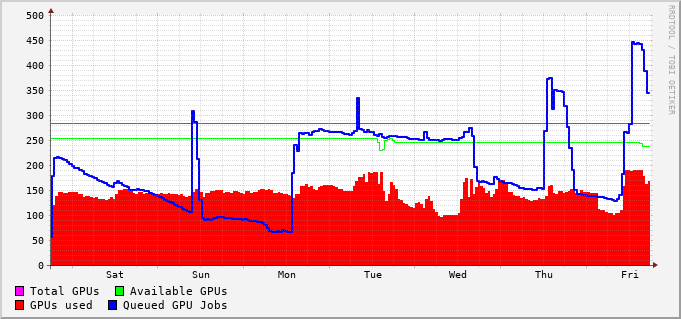 500
450
400
350
300
250
200
150
100
50
0
Sat Sun Mon Tue Wed Thu Fri
Total GPUs Available GPUs
GPUs used Queued GPU Jobs
RRDTOOL / TOBI OETIKER